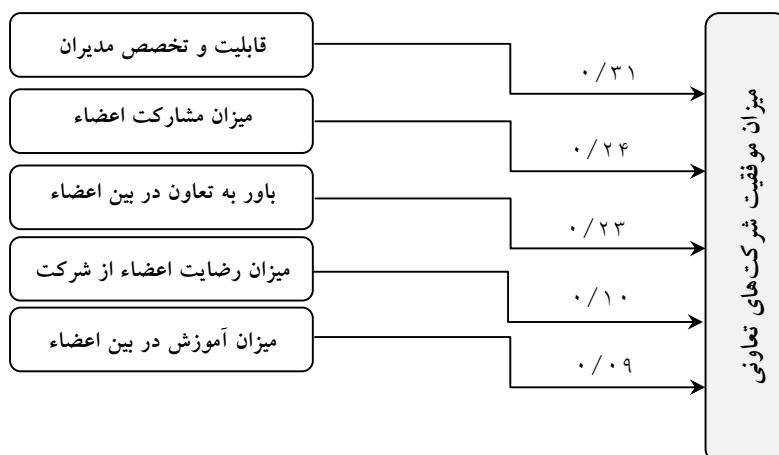 قابلیت و تخصص مدیران
۰/۳۱
میزان مشارکت اعضاء
۰/۲۴
باور به تعاون در بین اعضاء
۰/۲۳
میزان رضایت اعضاء از شرکت
۰/۱۰
میزان آموزش در بین اعضاء
۰/۰۹
میزان موفقیت شرکت‌های تعاونی